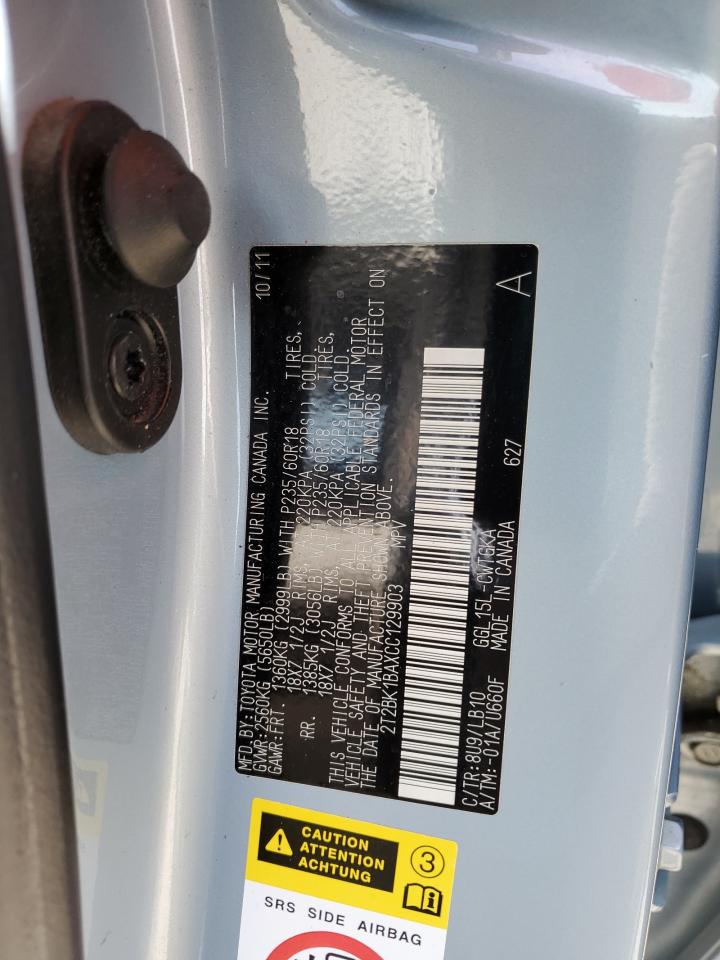 MFD.BY:TOYOTA MOTOR MANUFACTURING CANADA INC. 10/11
GVWR:2560KG (5650LB)
GAWR:FRT. 1360KG (2999LB) WITH P235/60R18 TIRES,
18X7 1/2J RIMS, AT 220KPA (32PSI) COLD
RR. 1385KG (3056LB) WITH P235/60R18 TIRES,
18X7 1/2J RIMS, AT 220KPA (32PSI) COLD.
THIS VEHICLE CONFORMS TO ALL APPLICABLE FEDERAL MOTOR
VEHICLE SAFETY AND THEFT PREVENTION STANDARDS IN EFFECT ON
THE DATE OF MANUFACTURE SHOWN ABOVE.
2T2BK1BAXCC129903 MPV
C/TR:8U9/LB10 GGL15L-CWTGKA 627 A
A/TM:-01A/U660F MADE IN CANADA
CAUTION
ATTENTION
ACHTUNG
3
i
SRS SIDE AIRBAG